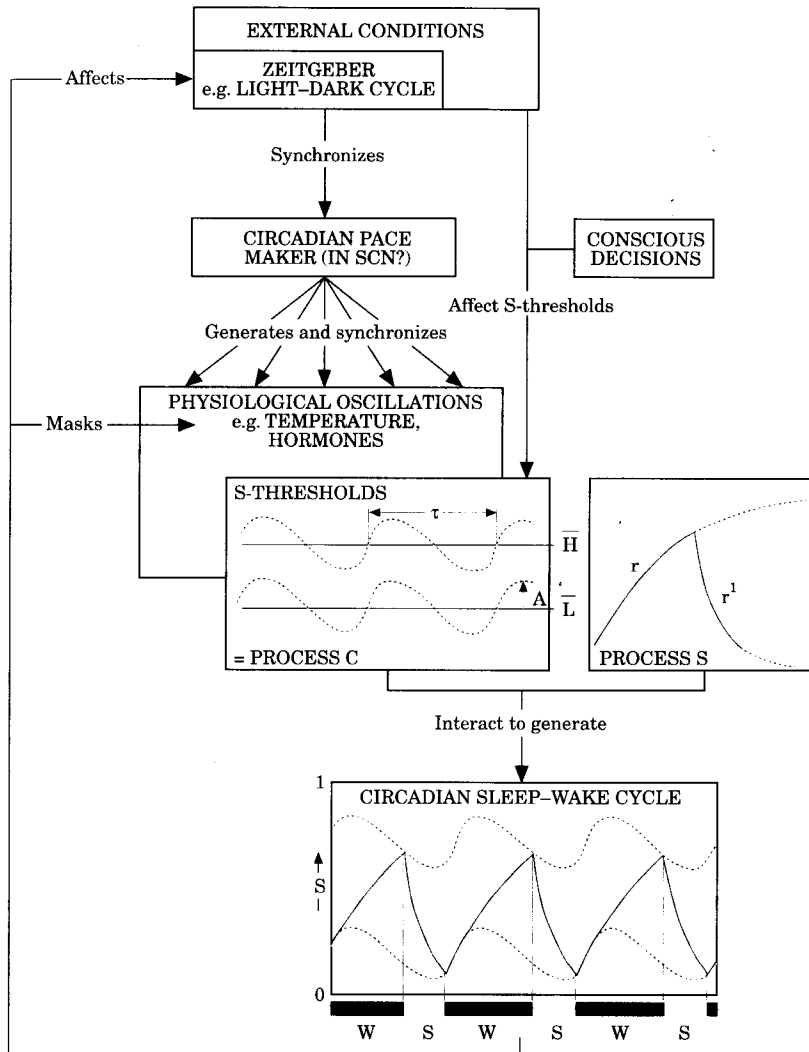 EXTERNAL CONDITIONS
ZEITGEBER
e.g. LIGHT–DARK CYCLE
Affects
Synchronizes
CIRCADIAN PACE
MAKER (IN SCN?)
CONSCIOUS
DECISIONS
Affect S-thresholds
Generates and synchronizes
PHYSIOLOGICAL OSCILLATIONS
e.g. TEMPERATURE,
HORMONES
Masks
S-THRESHOLDS
τ
H
A
L
= PROCESS C
r
r1
PROCESS S
Interact to generate
1
CIRCADIAN SLEEP–WAKE CYCLE
S
0
W S W S W S